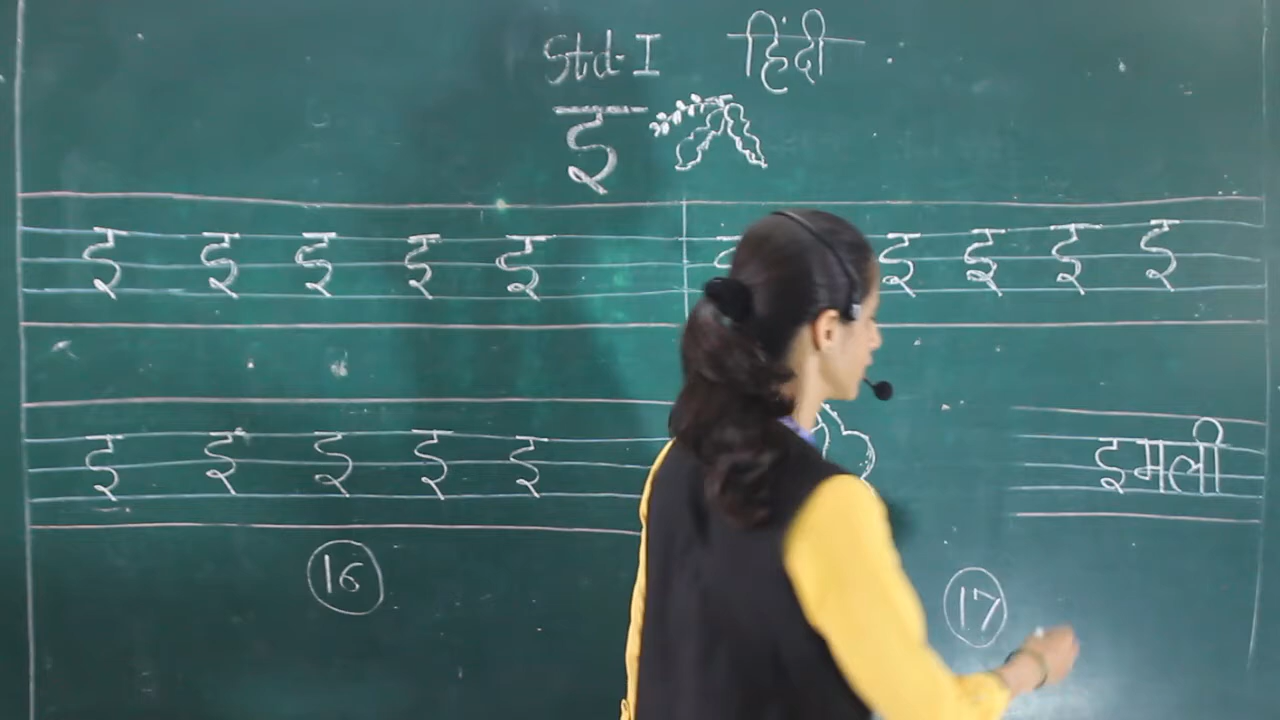 Std-I हिंदी
इ
इ इ इ इ इ
इ इ इ इ
इ इ इ इ इ
इमली
16
17